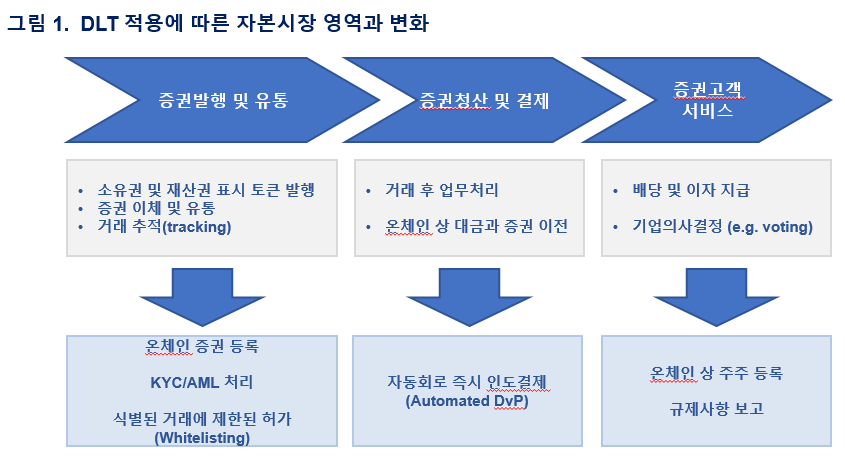 그림 1. DLT 적용에 따른 자본시장 영역과 변화
증권발행 및 유통
증권청산 및 결제
증권고객
서비스
• 소유권 및 재산권 표시 토큰 발행
• 증권 이체 및 유통
• 거래 추적(tracking)
• 거래 후 업무처리
• 온체인 상 대금과 증권 이전
• 배당 및 이자 지급
• 기업의사결정 (e.g. voting)
온체인 증권 등록
KYC/AML 처리
식별된 거래에 제한된 허가
(Whitelisting)
자동회로 즉시 인도결제
(Automated DvP)
온체인 상 주주 등록
규제사항 보고